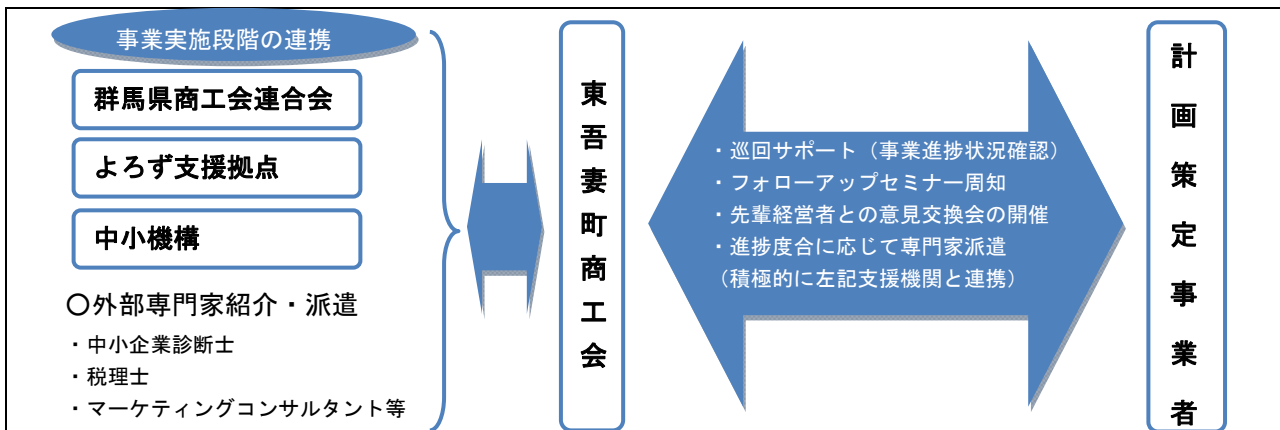 事業実施段階の連携
群馬県商工会連合会
よろず支援拠点
中小機構
〇外部専門家紹介・派遣
・中小企業診断士
・税理士
・マーケティングコンサルタント等
東吾妻町商工会
・巡回サポート（事業進捗状況確認）
・フォローアップセミナー周知
・先輩経営者との意見交換会の開催
・進捗度合に応じて専門家派遣
（積極的に左記支援機関と連携）
計画策定事業者